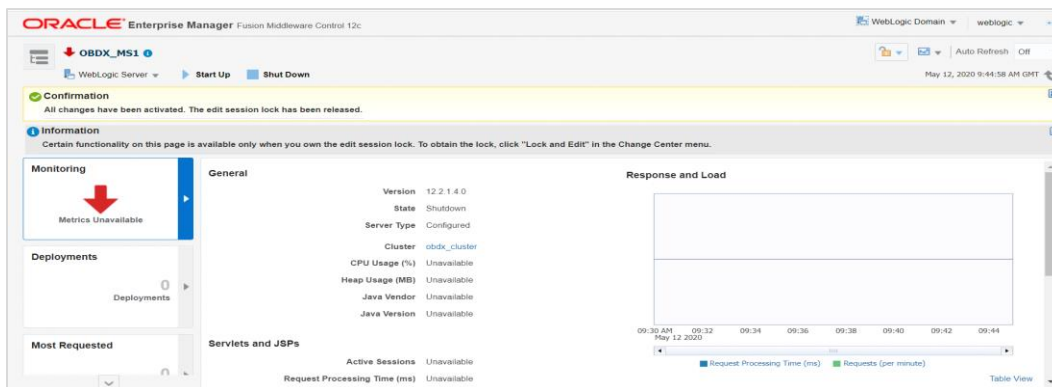 ORACLE Enterprise Manager Fusion Middleware Control 12c
WebLogic Domain weblogic
OBDX_MS1
Auto Refresh Off
WebLogic Server Start Up Shut Down
May 12, 2020 9:44:58 AM GMT
Confirmation
All changes have been activated. The edit session lock has been released.
Information
Certain functionality on this page is available only when you own the edit session lock. To obtain the lock, click "Lock and Edit" in the Change Center menu.
Monitoring
Metrics Unavailable
Deployments
0
Deployments
Most Requested
0
General
Version 12.2.1.4.0
State Shutdown
Server Type Configured
Cluster obdx_cluster
CPU Usage (%) Unavailable
Heap Usage (MB) Unavailable
Java Vendor Unavailable
Java Version Unavailable
Servlets and JSPs
Active Sessions Unavailable
Request Processing Time (ms) Unavailable
Response and Load
09:30 AM 09:32 09:34 09:36 09:38 09:40 09:42 09:44
May 12 2020
Request Processing Time (ms) Requests (per minute)
Table View